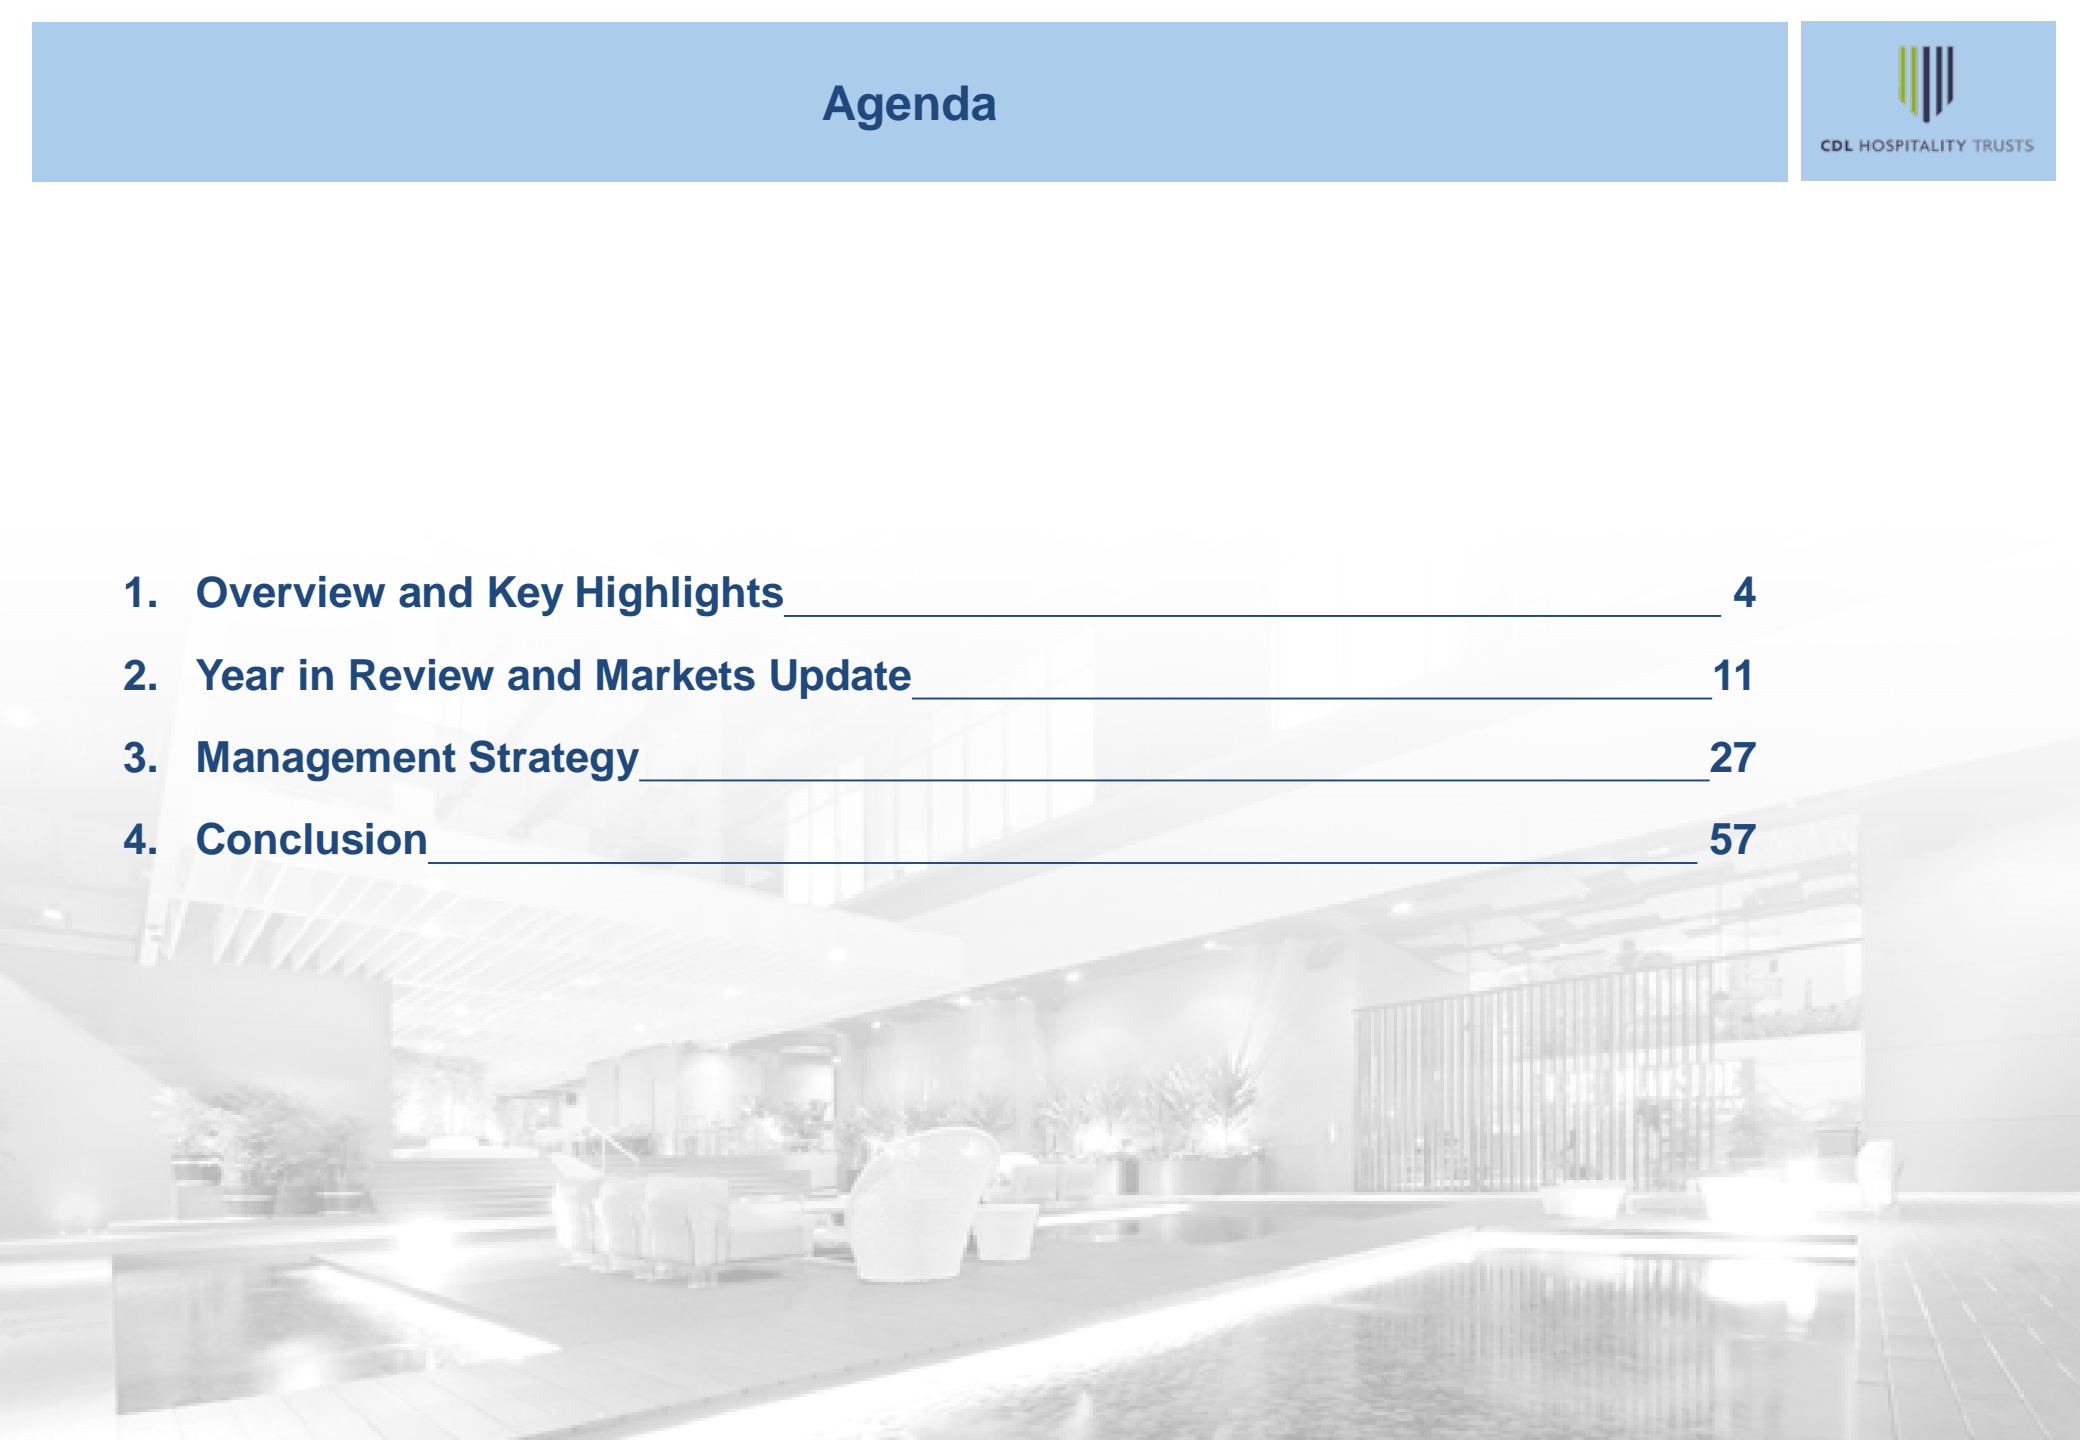 Agenda
CDL HOSPITALITY TRUSTS
1. Overview and Key Highlights 4
2. Year in Review and Markets Update 11
3. Management Strategy 27
4. Conclusion 57